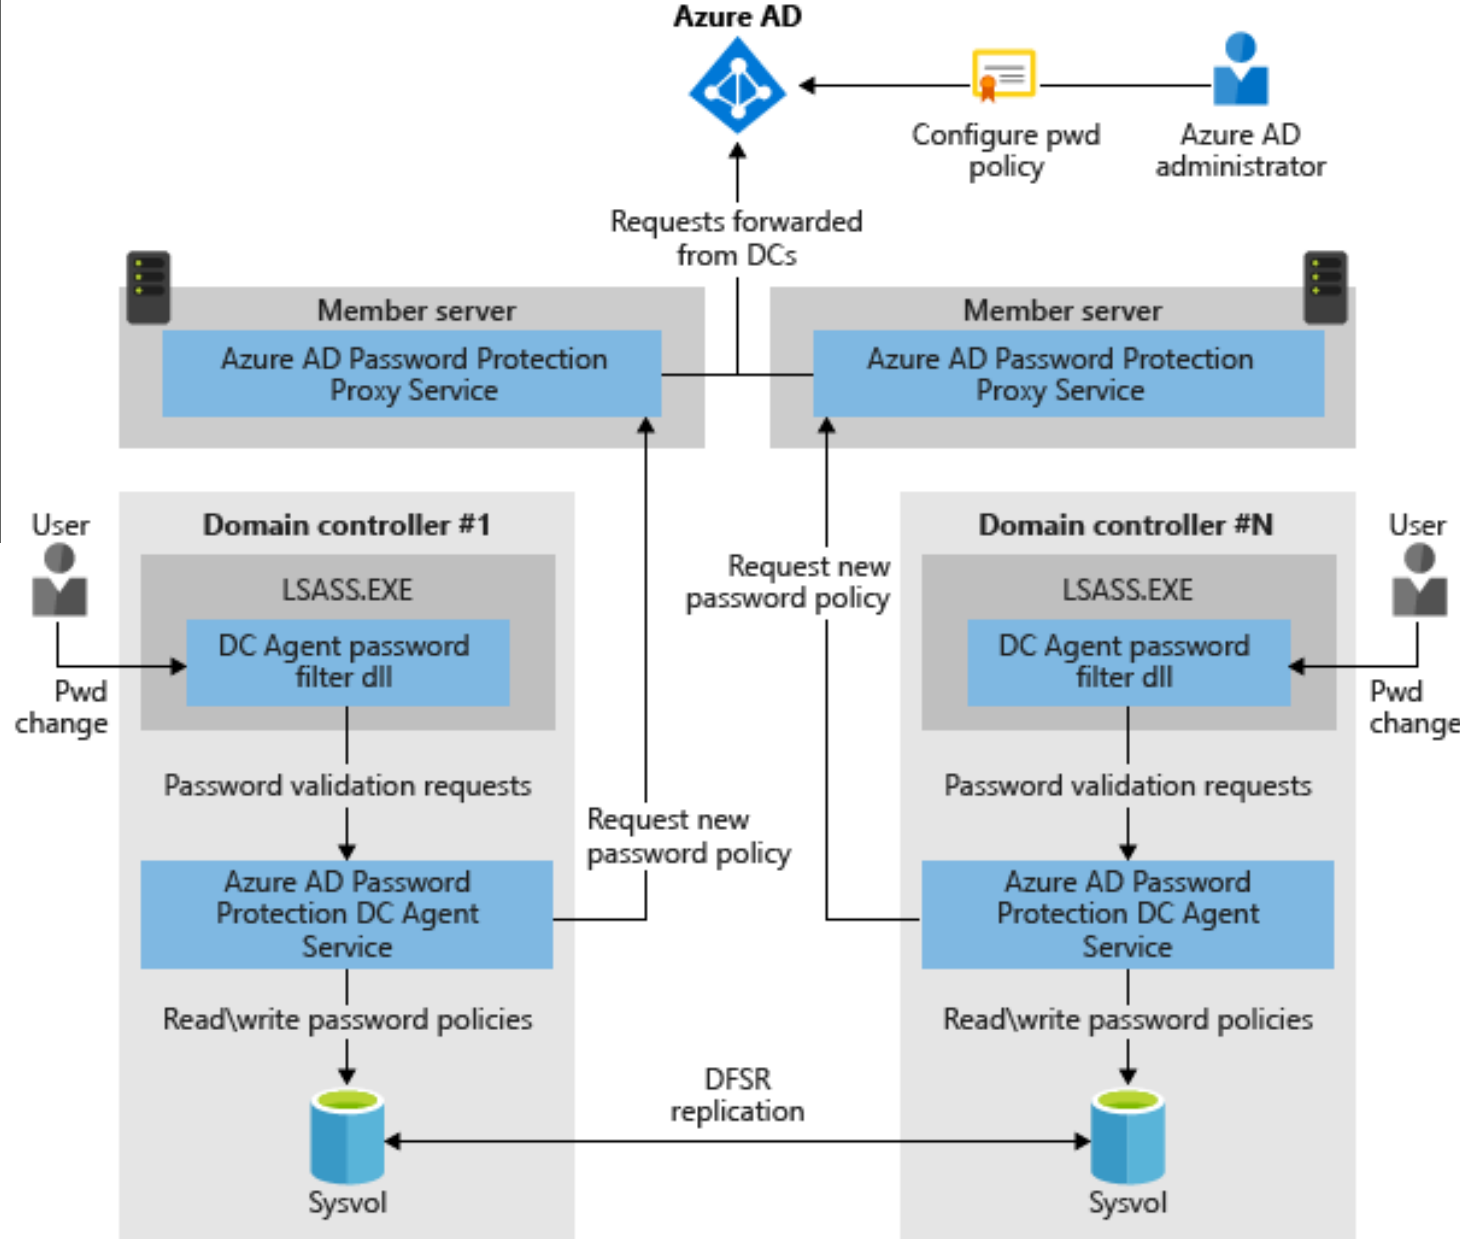 Azure AD
Configure pwd
policy
Azure AD
administrator
Requests forwarded
from DCs
Member server
Azure AD Password Protection
Proxy Service
Member server
Azure AD Password Protection
Proxy Service
User
Pwd
change
Domain controller #1
LSASS.EXE
DC Agent password
filter dll
Password validation requests
Azure AD Password
Protection DC Agent
Service
Read\write password policies
Sysvol
Request new
password policy
Request new
password policy
DFSR
replication
Domain controller #N
LSASS.EXE
DC Agent password
filter dll
Password validation requests
Azure AD Password
Protection DC Agent
Service
Read\write password policies
Sysvol
User
Pwd
change